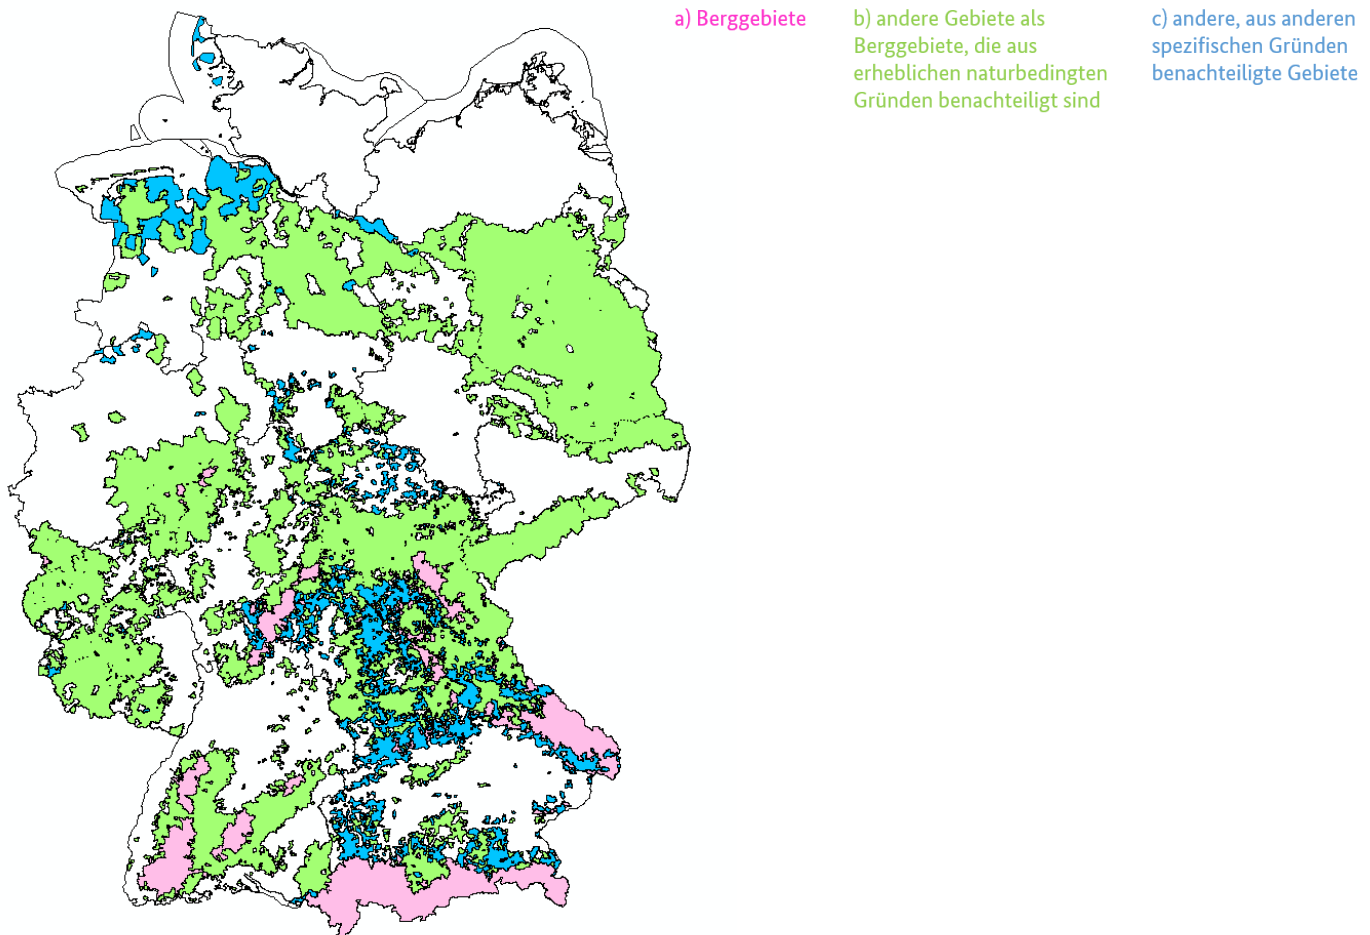 a) Berggebiete
b) andere Gebiete als
Berggebiete, die aus
erheblichen naturbedingten
Gründen benachteiligt sind
c) andere, aus anderen
spezifischen Gründen
benachteiligte Gebiete